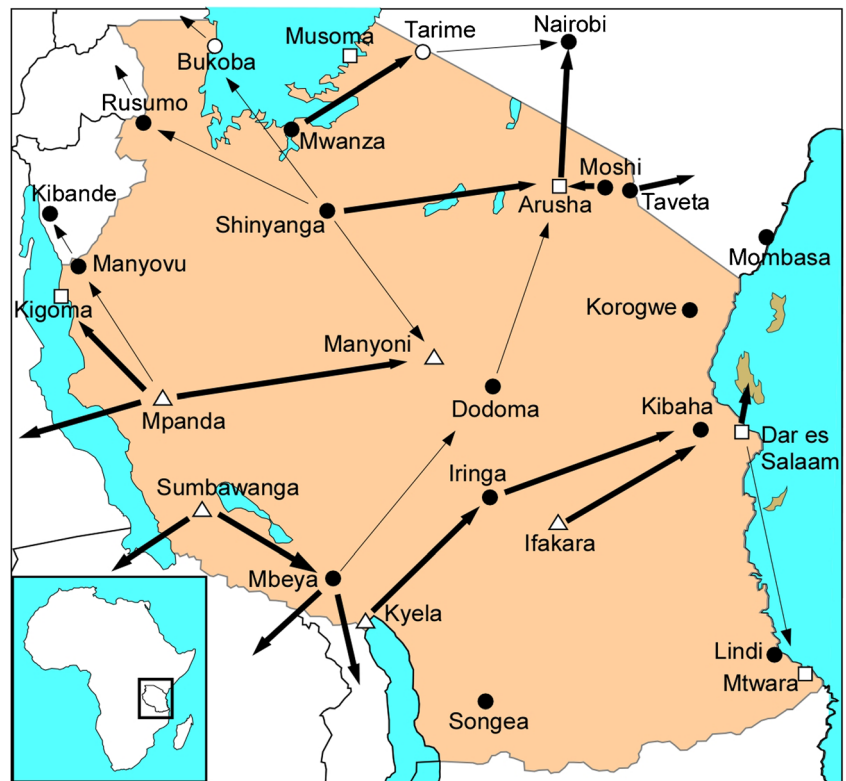 Nairobi
Tarime
Musoma
Bukoba
Rusumo
Mwanza
Moshi
Kibande
Arusha
Taveta
Shinyanga
Mombasa
Manyovu
Kigoma
Korogwe
Manyoni
Mpanda
Dodoma
Kibaha
Dar es
Salaam
Iringa
Sumbawanga
Ifakara
Mbeya
Kyela
Lindi
Mtwara
Songea